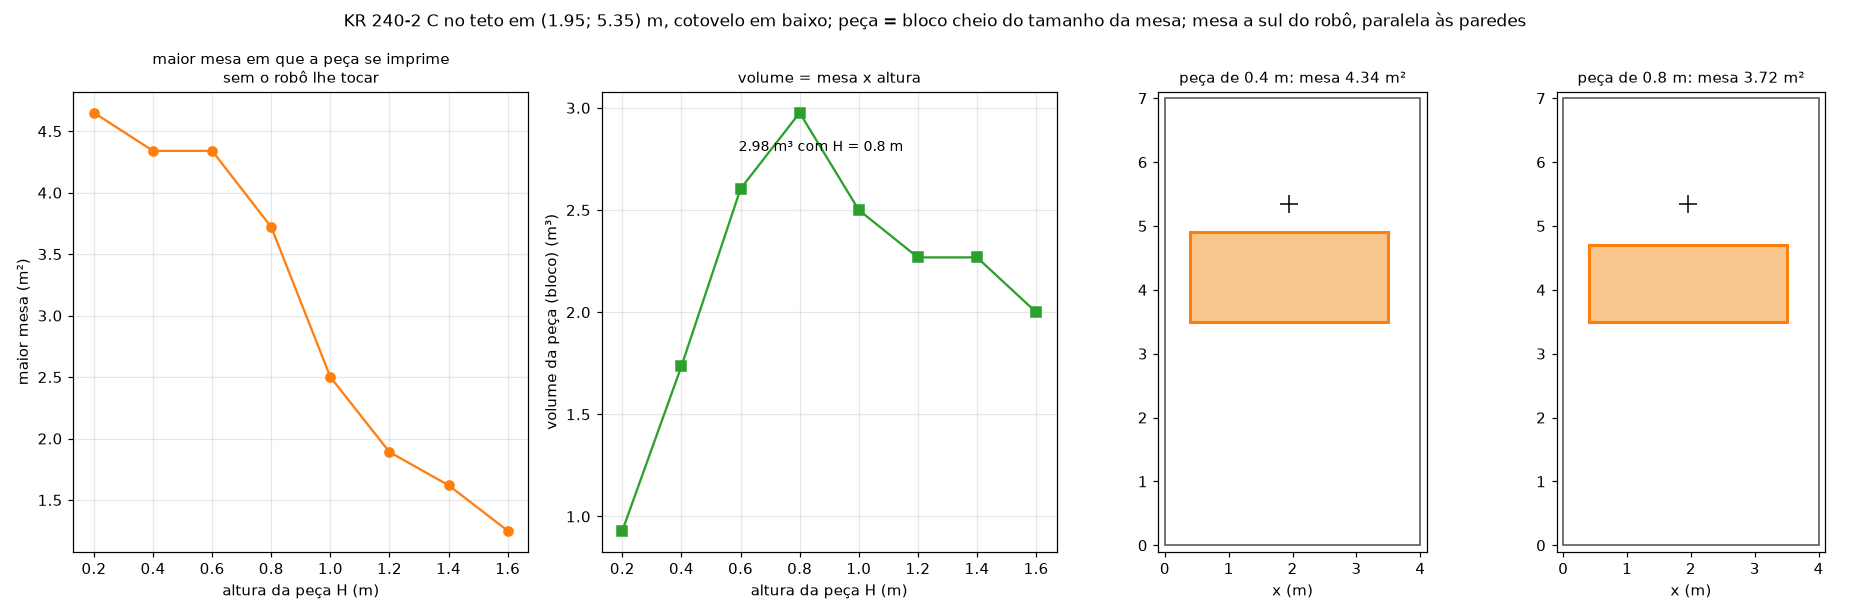 KR 240-2 C no teto em (1.95; 5.35) m, cotovelo em baixo; peça = bloco cheio do tamanho da mesa; mesa a sul do robô, paralela às paredes
maior mesa em que a peça se imprime
sem o robô lhe tocar
maior mesa (m²)
4.5
4.0
3.5
3.0
2.5
2.0
1.5
0.2 0.4 0.6 0.8 1.0 1.2 1.4 1.6
altura da peça H (m)
volume = mesa x altura
volume da peça (bloco) (m³)
3.0
2.5
2.0
1.5
1.0
2.98 m³ com H = 0.8 m
0.2 0.4 0.6 0.8 1.0 1.2 1.4 1.6
altura da peça H (m)
peça de 0.4 m: mesa 4.34 m²
7
6
5
4
3
2
1
0
0 1 2 3 4
x (m)
peça de 0.8 m: mesa 3.72 m²
7
6
5
4
3
2
1
0
0 1 2 3 4
x (m)